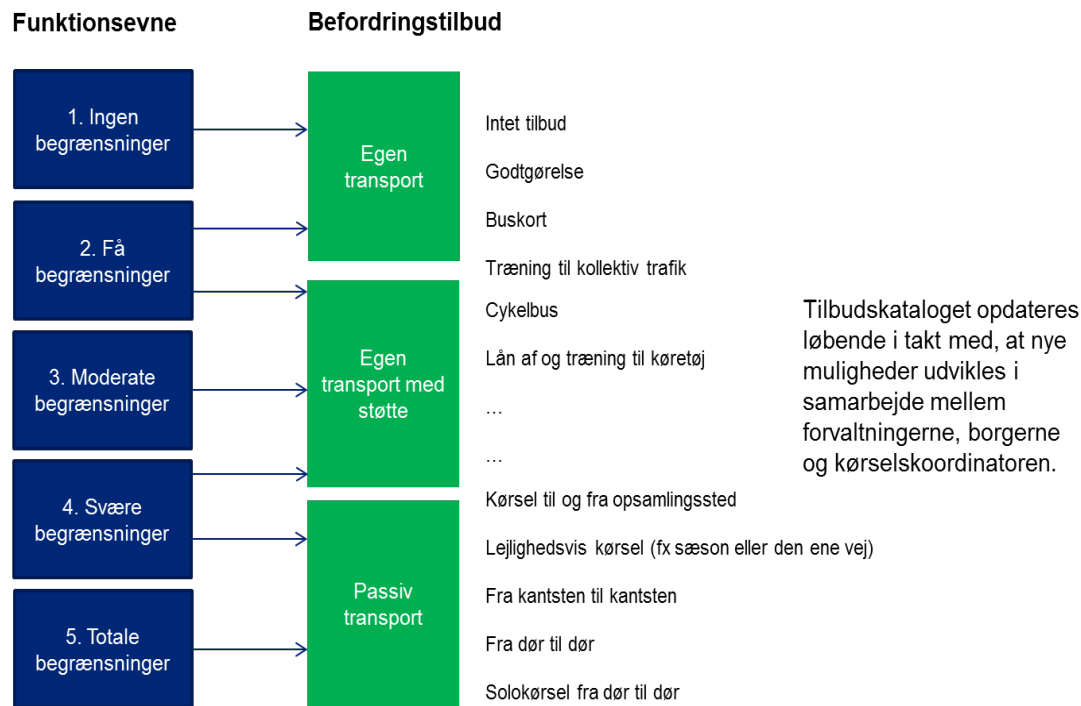 Funktionsevne
Befordringstilbud
1. Ingen
begrænsninger
2. Få
begrænsninger
3. Moderate
begrænsninger
4. Svære
begrænsninger
5. Totale
begrænsninger
Egen
transport
Egen
transport med
støtte
Passiv
transport
Intet tilbud
Godtgørelse
Buskort
Træning til kollektiv trafik
Cykelbus
Lån af og træning til køretøj
...
...
Kørsel til og fra opsamlingssted
Lejlighedsvis kørsel (fx sæson eller den ene vej)
Fra kantsten til kantsten
Fra dør til dør
Solokørsel fra dør til dør
Tilbudskataloget opdateres
løbende i takt med, at nye
muligheder udvikles i
samarbejde mellem
forvaltningerne, borgerne
og kørselskoordinatoren.